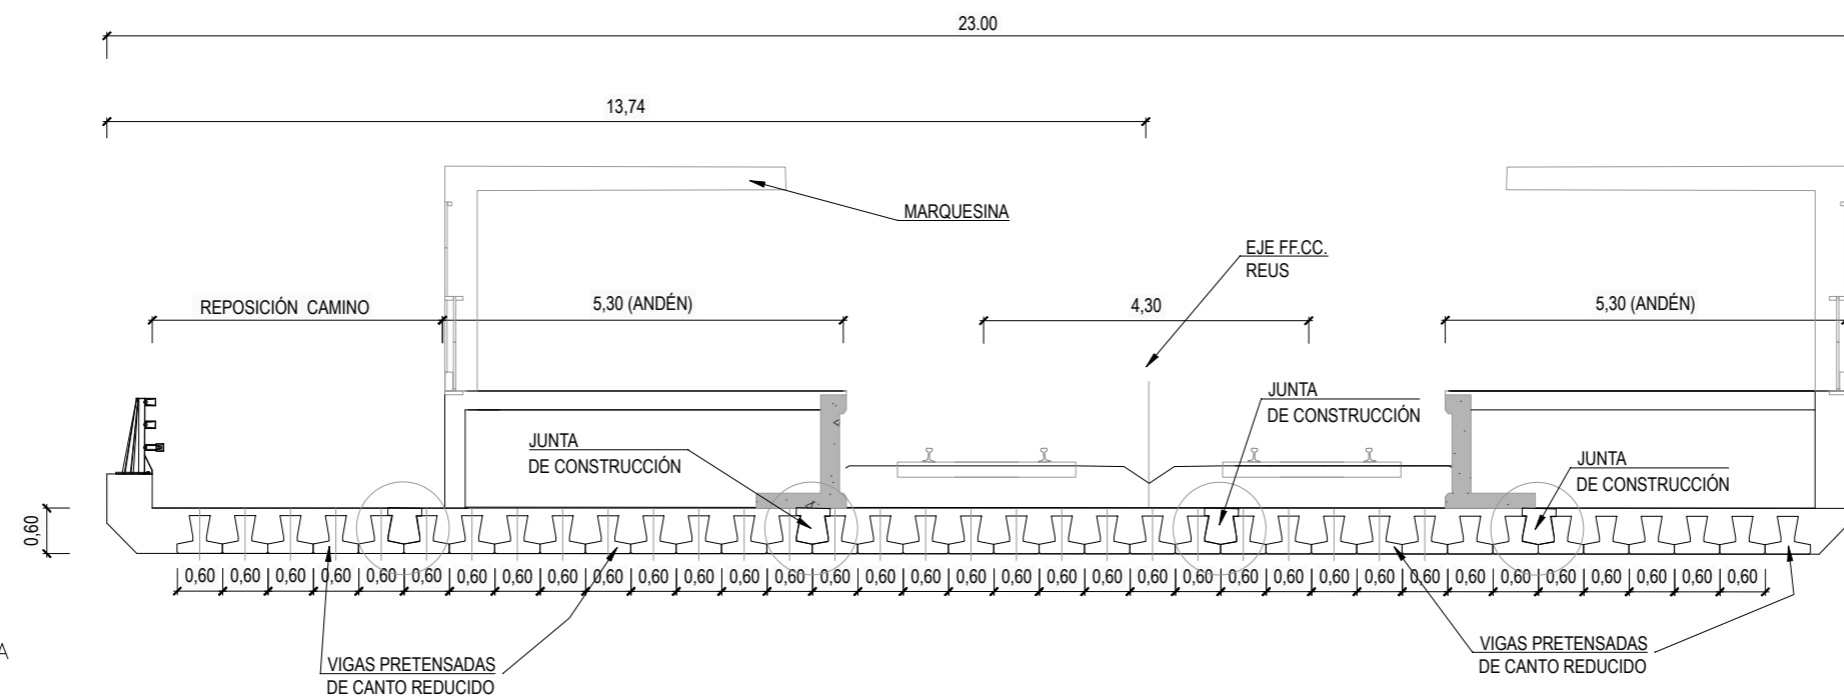 23.00
13,74
MARQUESINA
EJE FF.CC.
REUS
REPOSICIÓN CAMINO
5,30 (ANDÉN)
4,30
5,30 (ANDÉN)
JUNTA
DE CONSTRUCCIÓN
JUNTA
DE CONSTRUCCIÓN
JUNTA
DE CONSTRUCCIÓN
0,60
0,60 0,60 0,60 0,60 0,60 0,60 0,60 0,60 0,60 0,60 0,60 0,60 0,60 0,60 0,60 0,60 0,60 0,60 0,60 0,60 0,60 0,60 0,60 0,60 0,60 0,60 0,60 0,60 0,60 0,60 0,60 0,60 0,60 0,60 0,60
A
VIGAS PRETENSADAS
DE CANTO REDUCIDO
VIGAS PRETENSADAS
DE CANTO REDUCIDO